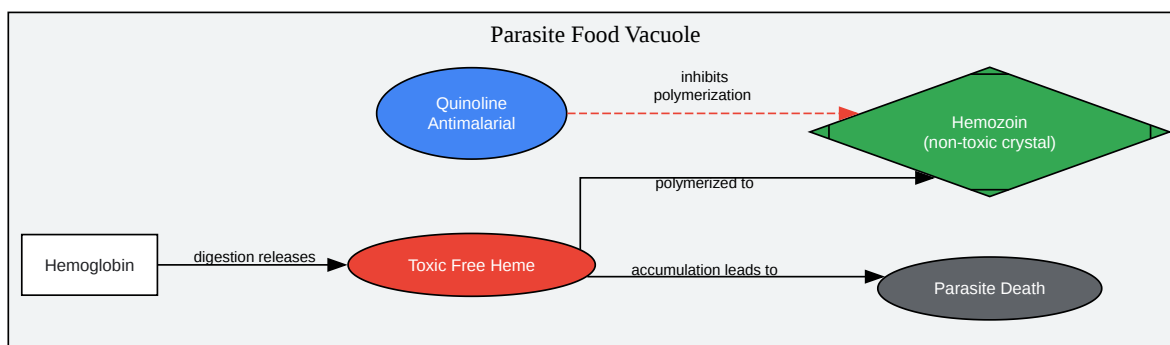 Parasite Food Vacuole
Quinoline
Antimalarial
inhibits
polymerization
Hemozoin
(non-toxic crystal)
polymerized to
Hemoglobin
digestion releases
Toxic Free Heme
accumulation leads to
Parasite Death